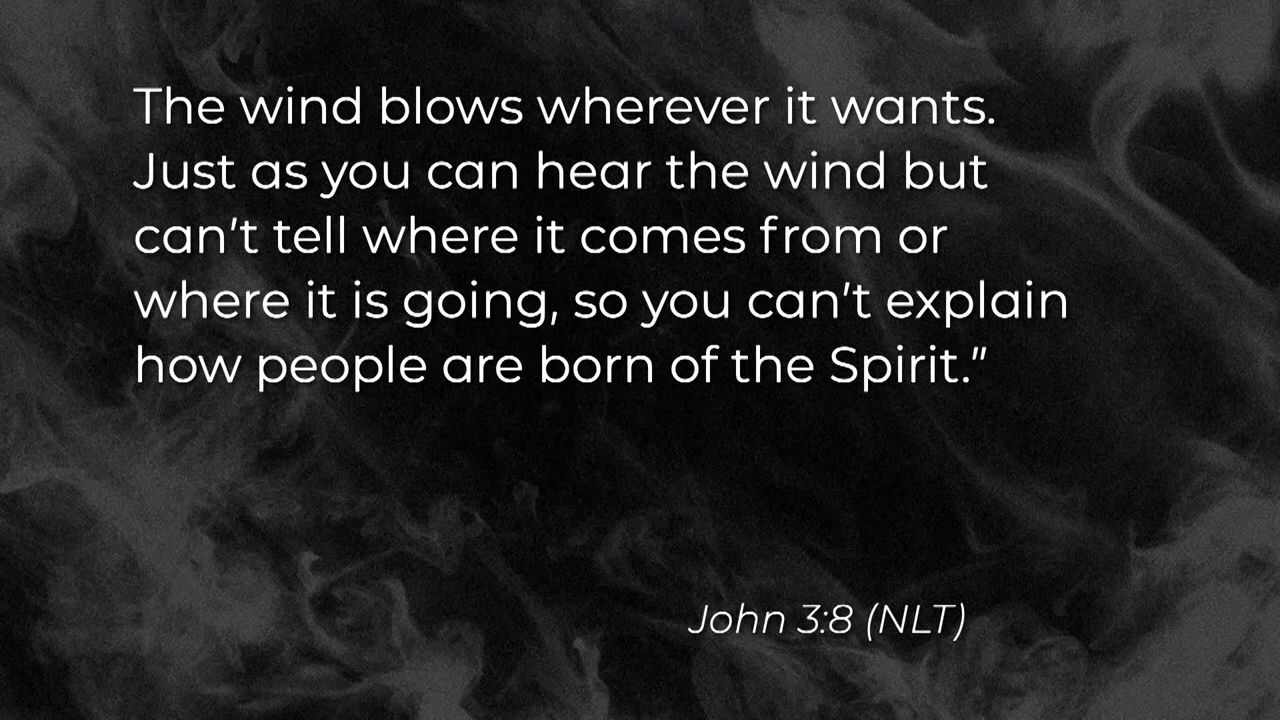 The wind blows wherever it wants.
Just as you can hear the wind but
can’t tell where it comes from or
where it is going, so you can’t explain
how people are born of the Spirit.”
John 3:8 (NLT)